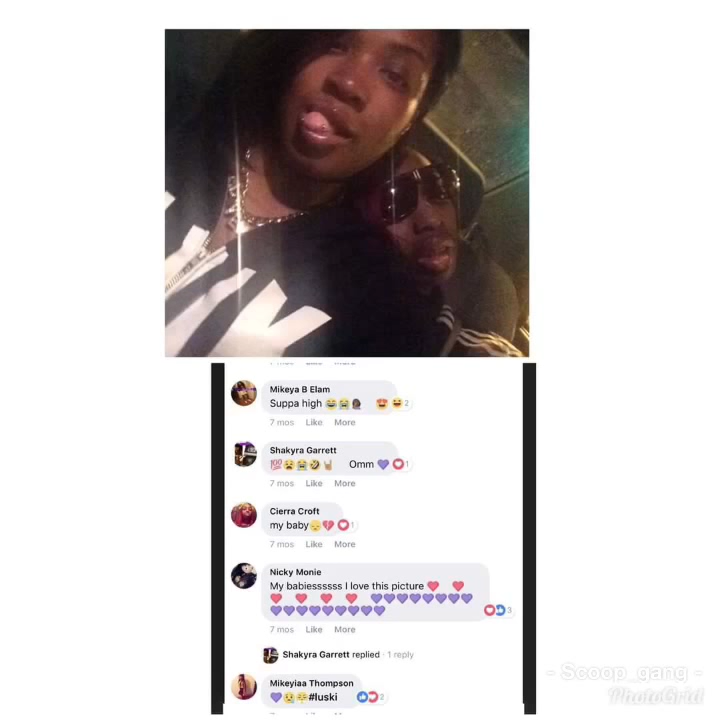 Mikeya B Elam
Suppa high 😂😭👩🏿‍🦱 😍😆2
7 mos Like More
Shakyra Garrett
💯😫😭🤣🤘🏼 Omm 💜 1
7 mos Like More
Cierra Croft
my baby😔💔 1
7 mos Like More
Nicky Monie
My babiesssssss I love this picture ❤ ❤
❤ ❤ ❤ ❤ 💜💜💜💜💜💜💜💜
💜💜💜💜💜💜💜💜💜 3
7 mos Like More
Shakyra Garrett replied · 1 reply
Mikeyiaa Thompson
💜😢😤#luski 2
- Scoop_gang -
PhotoGrid